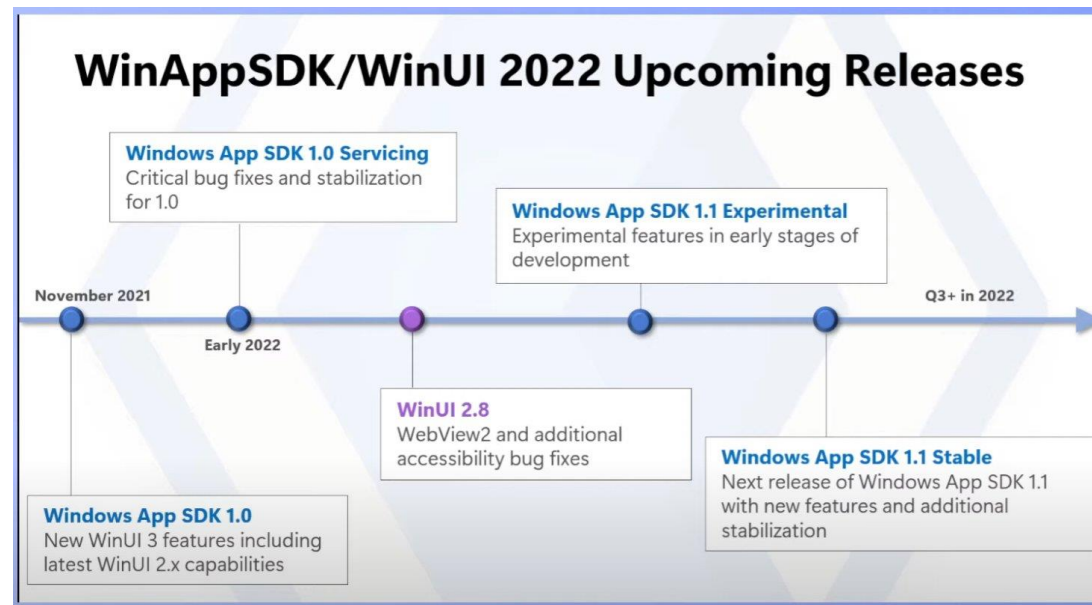 WinAppSDK/WinUI 2022 Upcoming Releases
Windows App SDK 1.0 Servicing
Critical bug fixes and stabilization
for 1.0
Windows App SDK 1.1 Experimental
Experimental features in early stages of
development
November 2021
Q3+ in 2022
Early 2022
WinUI 2.8
WebView2 and additional
accessibility bug fixes
Windows App SDK 1.1 Stable
Next release of Windows App SDK 1.1
with new features and additional
stabilization
Windows App SDK 1.0
New WinUI 3 features including
latest WinUI 2.x capabilities